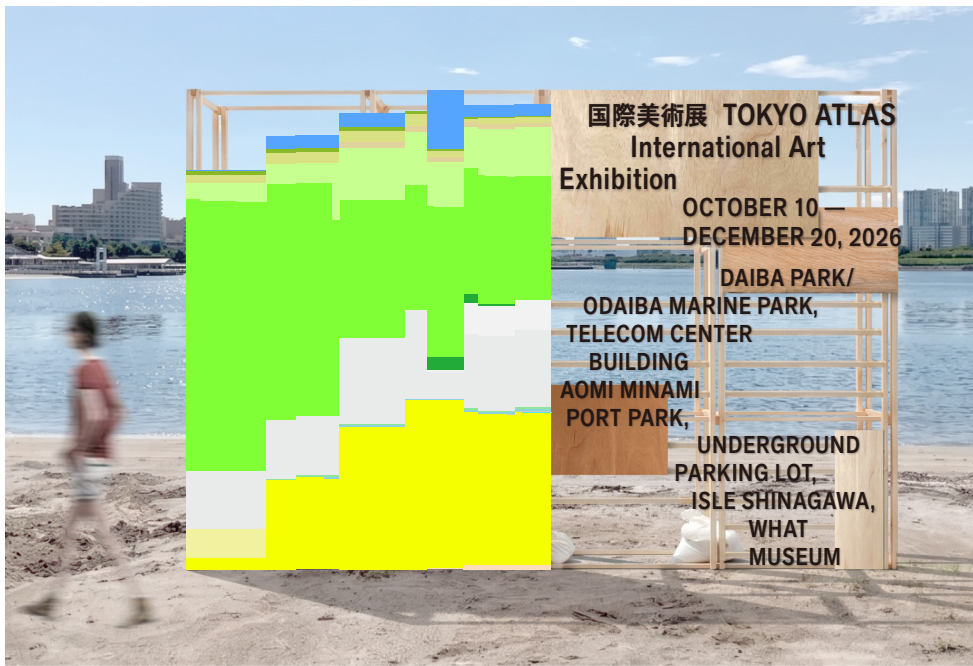 国際美術展 TOKYO ATLAS
International Art
Exhibition
OCTOBER 10 —
DECEMBER 20, 2026
DAIBA PARK/
ODAIBA MARINE PARK,
TELECOM CENTER
BUILDING
AOMI MINAMI
PORT PARK,
UNDERGROUND
PARKING LOT,
ISLE SHINAGAWA,
WHAT
MUSEUM